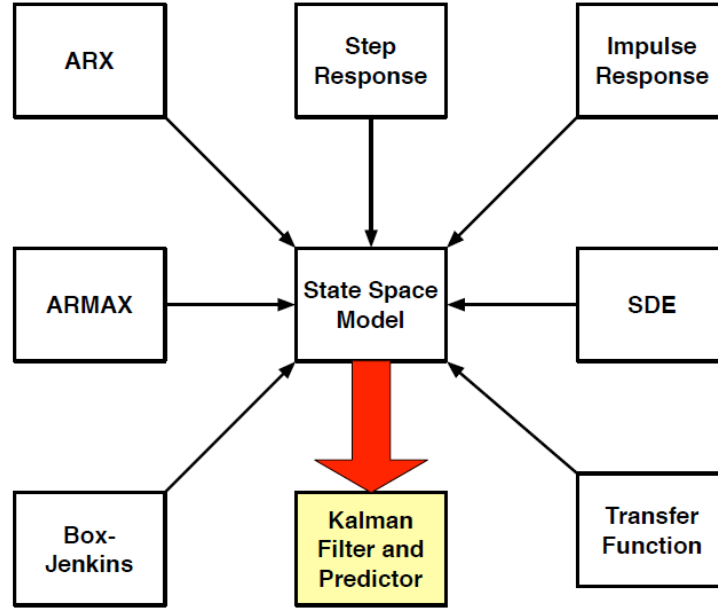 ARX
Step
Response
Impulse
Response
ARMAX
State Space
Model
SDE
Box-
Jenkins
Kalman
Filter and
Predictor
Transfer
Function